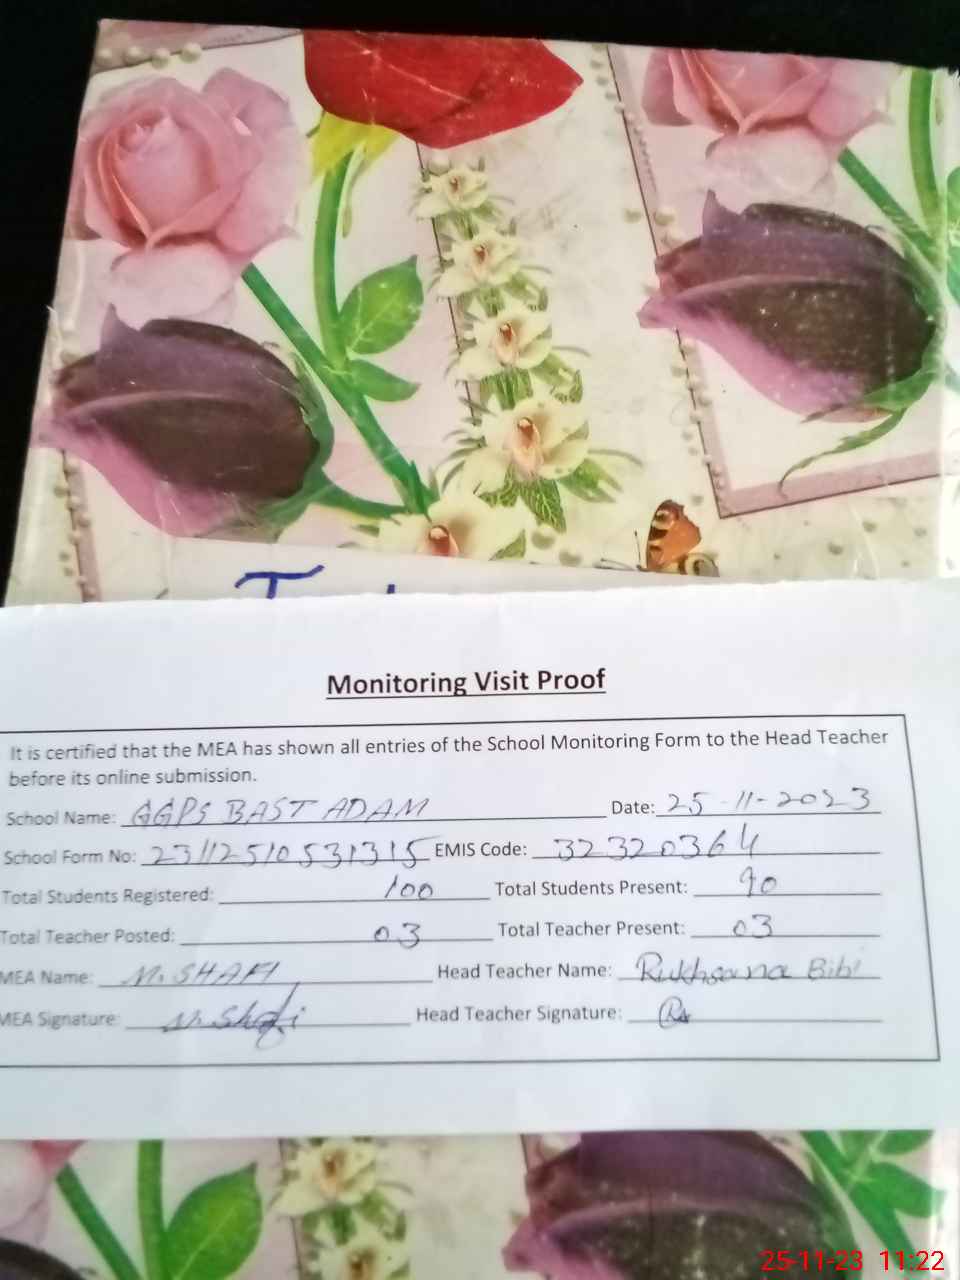 Monitoring Visit Proof
It is certified that the MEA has shown all entries of the School Monitoring Form to the Head Teacher
before its online submission.
School Name: GGPS BAST ADAM Date: 25-11-2023
School Form No: 23112510531315 EMIS Code: 32320364
Total Students Registered: 100 Total Students Present: 90
Total Teacher Posted: 03 Total Teacher Present: 03
MEA Name: M. SHAFI Head Teacher Name: Rukhsana Bibi
MEA Signature: M. Shafi Head Teacher Signature:
25-11-23 11:22